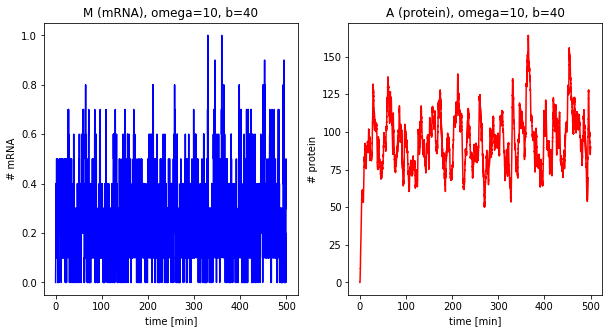 M (mRNA), omega=10, b=40
1.0
0.8
0.6
0.4
0.2
0.0
# mRNA
0 100 200 300 400 500
time [min]
A (protein), omega=10, b=40
150
125
100
75
50
25
0
# protein
0 100 200 300 400 500
time [min]